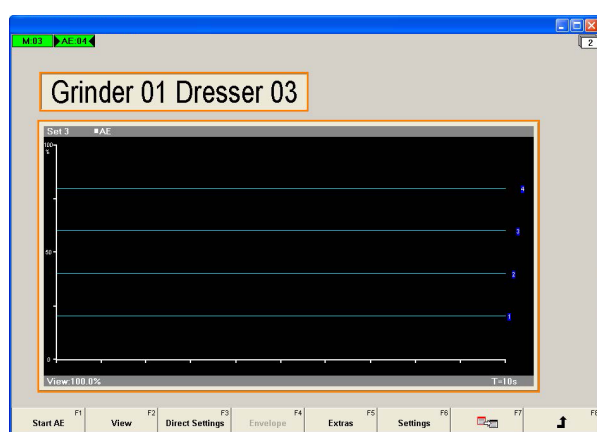 M:03 AE:04
2
Grinder 01 Dresser 03
Set 3 ■AE
100
%
4
3
50
2
1
0
View:100.0% T=10s
F1 F2 F3 F4 F5 F6 F7 F8
Start AE View Direct Settings Envelope Extras Settings